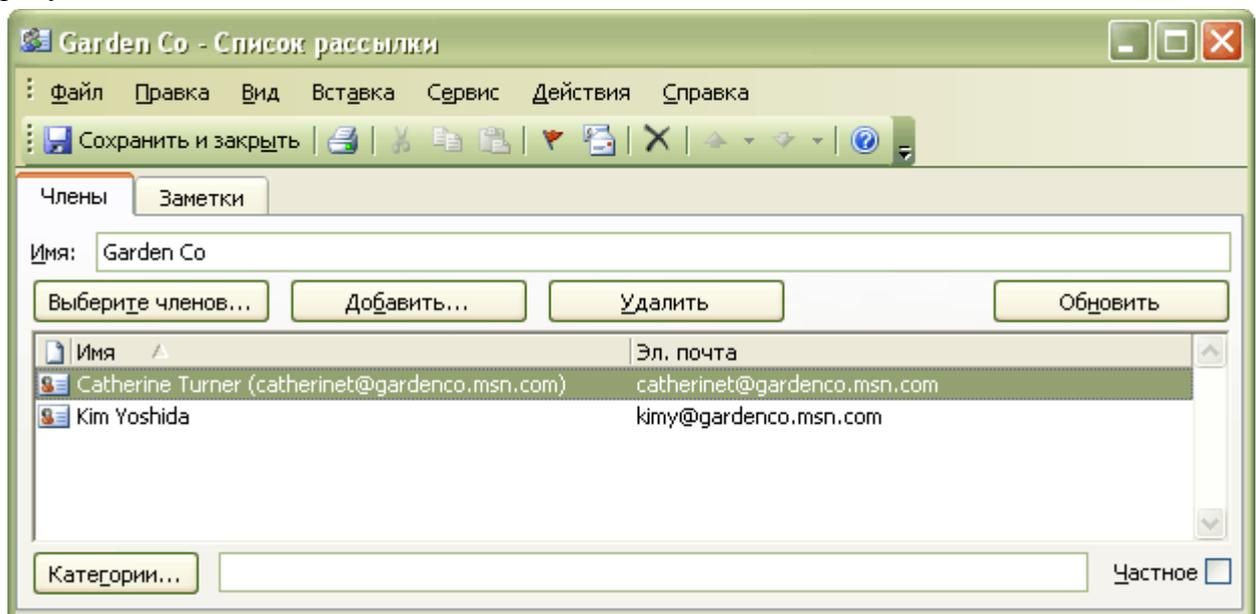 Garden Co - Список рассылки
Файл Правка Вид Вставка Сервис Действия Справка
Сохранить и закрыть
Члены Заметки
Имя: Garden Co
Выберите членов... Добавить... Удалить Обновить
Имя Эл. почта
Catherine Turner (catherinet@gardenco.msn.com) catherinet@gardenco.msn.com
Kim Yoshida kimy@gardenco.msn.com
Категории... Частное